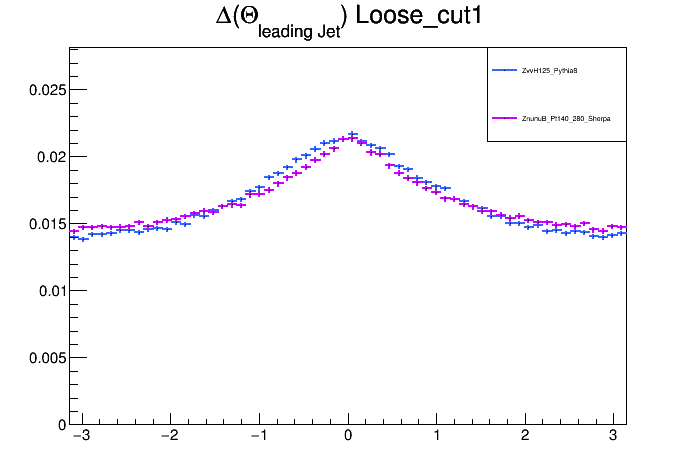 Δ(Θleading Jet) Loose_cut1
ZvvH125_Pythia8
ZnunuB_Pt140_280_Sherpa
0.025
0.02
0.015
0.01
0.005
0
−3 −2 −1 0 1 2 3